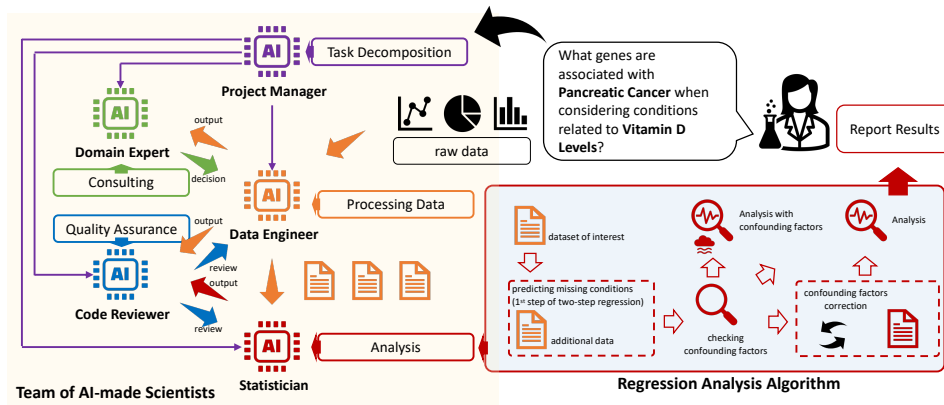 AI
Task Decomposition
Project Manager
What genes are
associated with
Pancreatic Cancer when
considering conditions
related to Vitamin D
Levels?
Report Results
AI
output
Domain Expert
decision
Consulting
raw data
AI
Processing Data
Data Engineer
Quality Assurance
output
review
AI
output
Code Reviewer
review
AI
Analysis
Statistician
Team of AI-made Scientists
dataset of interest
Analysis with
confounding factors
Analysis
predicting missing conditions
(1st step of two-step regression)
additional data
checking
confounding factors
confounding factors
correction
Regression Analysis Algorithm